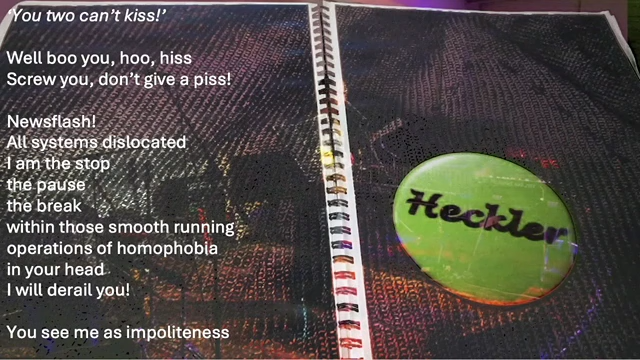 ‘You two can’t kiss!’
Well boo you, hoo, hiss
Screw you, don’t give a piss!
Newsflash!
All systems dislocated
I am the stop
the pause
the break
within those smooth running
operations of homophobia
in your head
I will derail you!
You see me as impoliteness
Heckler